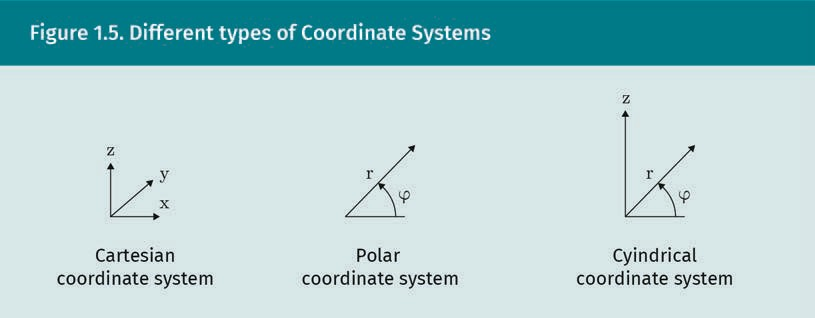 Figure 1.5. Different types of Coordinate Systems
z
y
x
Cartesian
coordinate system
r
φ
Polar
coordinate system
z
r
φ
Cyindrical
coordinate system